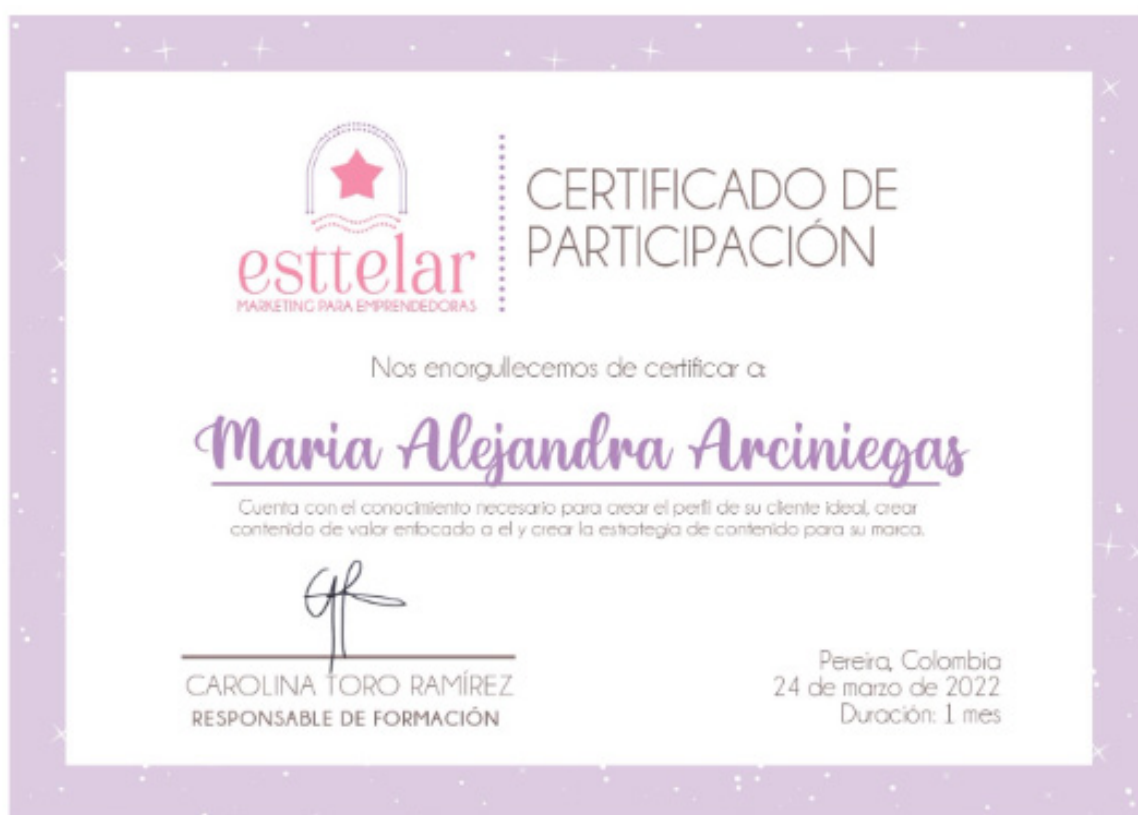 esttelar
MARKETING PARA EMPRENDEDORAS
CERTIFICADO DE
PARTICIPACIÓN
Nos enorgullecemos de certificar a:
Maria Alejandra Arciniegas
Cuenta con el conocimiento necesario para crear el perfil de su cliente ideal, crear
contenido de valor enfocado a el y crear la estrategia de contenido para su marca.
CAROLINA TORO RAMÍREZ
RESPONSABLE DE FORMACIÓN
Pereira, Colombia
24 de marzo de 2022
Duración: 1 mes